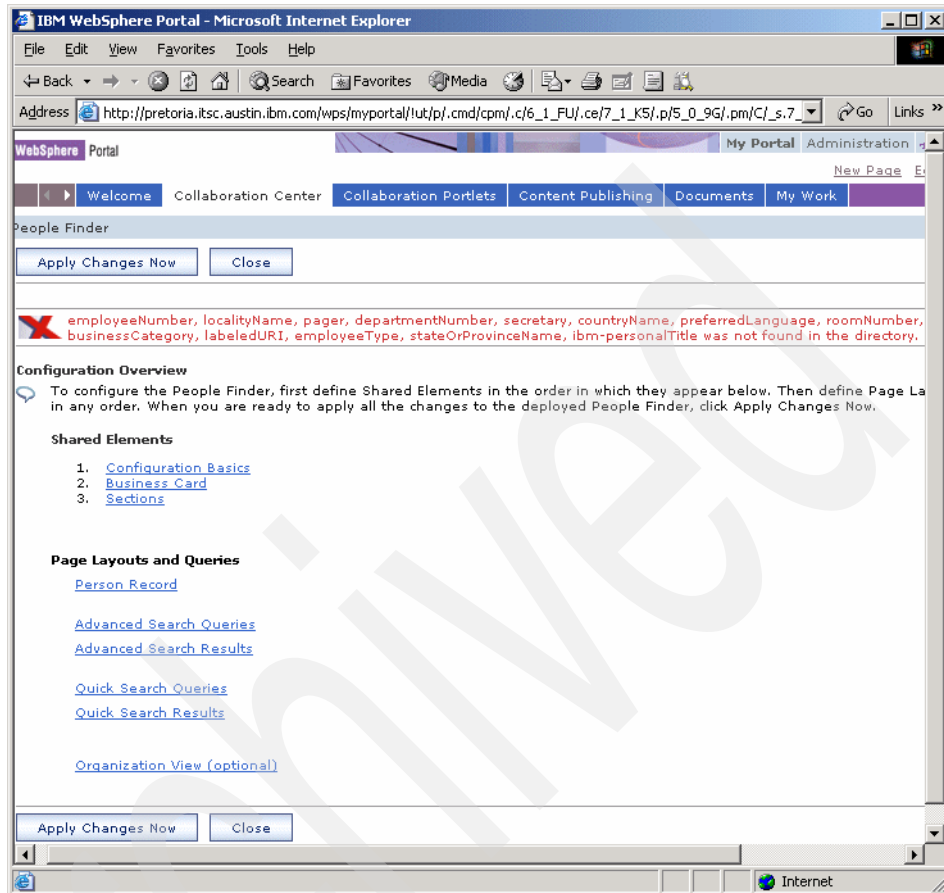 IBM WebSphere Portal - Microsoft Internet Explorer
File Edit View Favorites Tools Help
Back Search Favorites Media
Address http://pretoria.itsc.austin.ibm.com/wps/myportal/!ut/p/.cmd/cpm/.c/6_1_FU/.ce/7_1_K5/.p/5_0_9G/.pm/C/_s.7_ Go Links »
WebSphere Portal My Portal Administration
New Page
Welcome Collaboration Center Collaboration Portlets Content Publishing Documents My Work
People Finder
Apply Changes Now Close
employeeNumber, localityName, pager, departmentNumber, secretary, countryName, preferredLanguage, roomNumber,
businessCategory, labeledURI, employeeType, stateOrProvinceName, ibm-personalTitle was not found in the directory.
Configuration Overview
To configure the People Finder, first define Shared Elements in the order in which they appear below. Then define Page La
in any order. When you are ready to apply all the changes to the deployed People Finder, click Apply Changes Now.
Shared Elements
1. Configuration Basics
2. Business Card
3. Sections
Page Layouts and Queries
Person Record
Advanced Search Queries
Advanced Search Results
Quick Search Queries
Quick Search Results
Organization View (optional)
Apply Changes Now Close
Internet